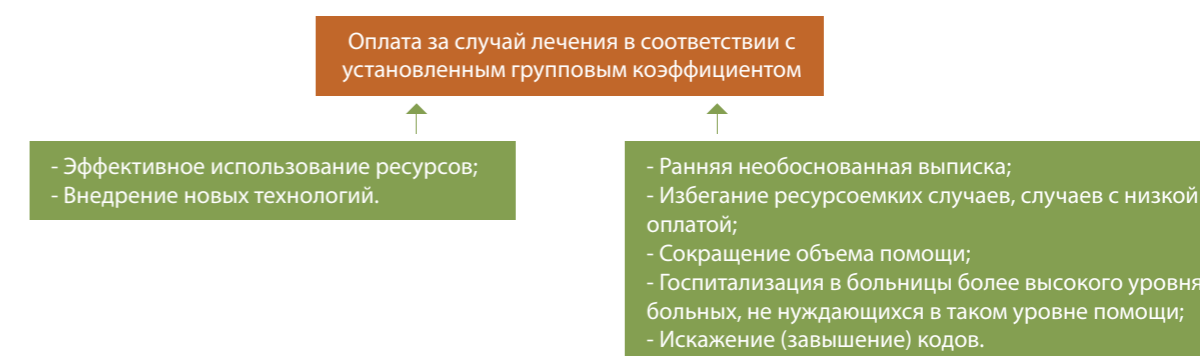 Оплата за случай лечения в соответствии с
установленным групповым коэффициентом
- Эффективное использование ресурсов;
- Внедрение новых технологий.
- Ранняя необоснованная выписка;
- Избегание ресурсоемких случаев, случаев с низкой
оплатой;
- Сокращение объема помощи;
- Госпитализация в больницы более высокого уровня
больных, не нуждающихся в таком уровне помощи;
- Искажение (завышение) кодов.